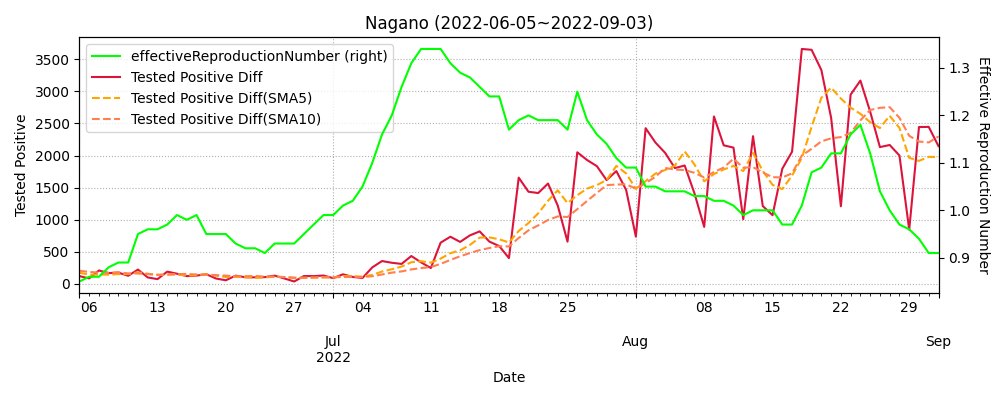 Nagano (2022-06-05~2022-09-03)
effectiveReproductionNumber (right)
Tested Positive Diff
Tested Positive Diff(SMA5)
Tested Positive Diff(SMA10)
Tested Positive
3500
3000
2500
2000
1500
1000
500
0
Effective Reproduction Number
1.3
1.2
1.1
1.0
0.9
06 13 20 27 04 11 18 25 08 15 22 29
Jul Aug Sep
2022
Date